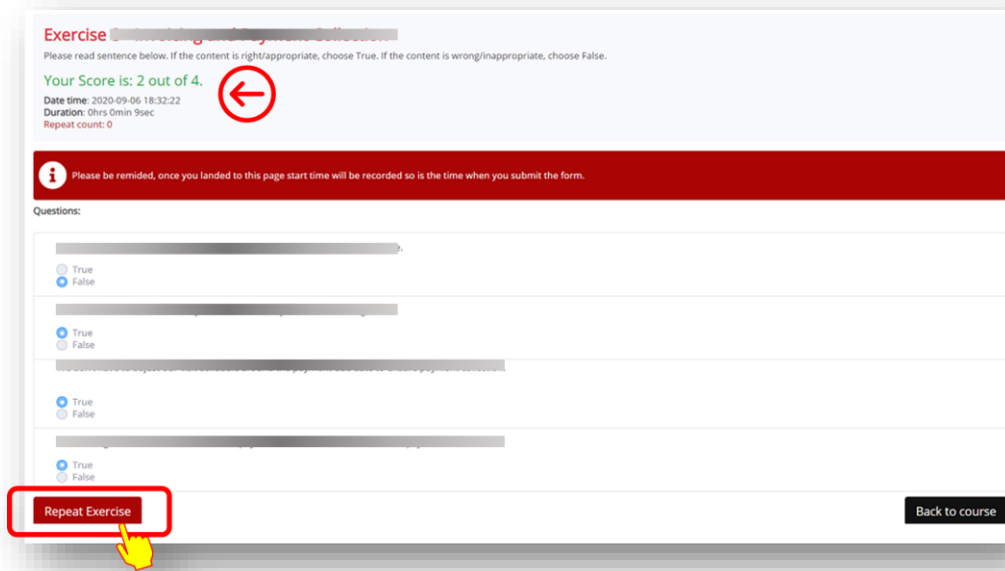 Exercise
Please read sentence below. If the content is right/appropriate, choose True. If the content is wrong/inappropriate, choose False.
Your Score is: 2 out of 4.
Date time: 2020-09-06 18:32:22
Duration: 0hrs 0min 9sec
Repeat count: 0
Please be remided, once you landed to this page start time will be recorded so is the time when you submit the form.
Questions:
True
False
True
False
True
False
True
False
Repeat Exercise
Back to course